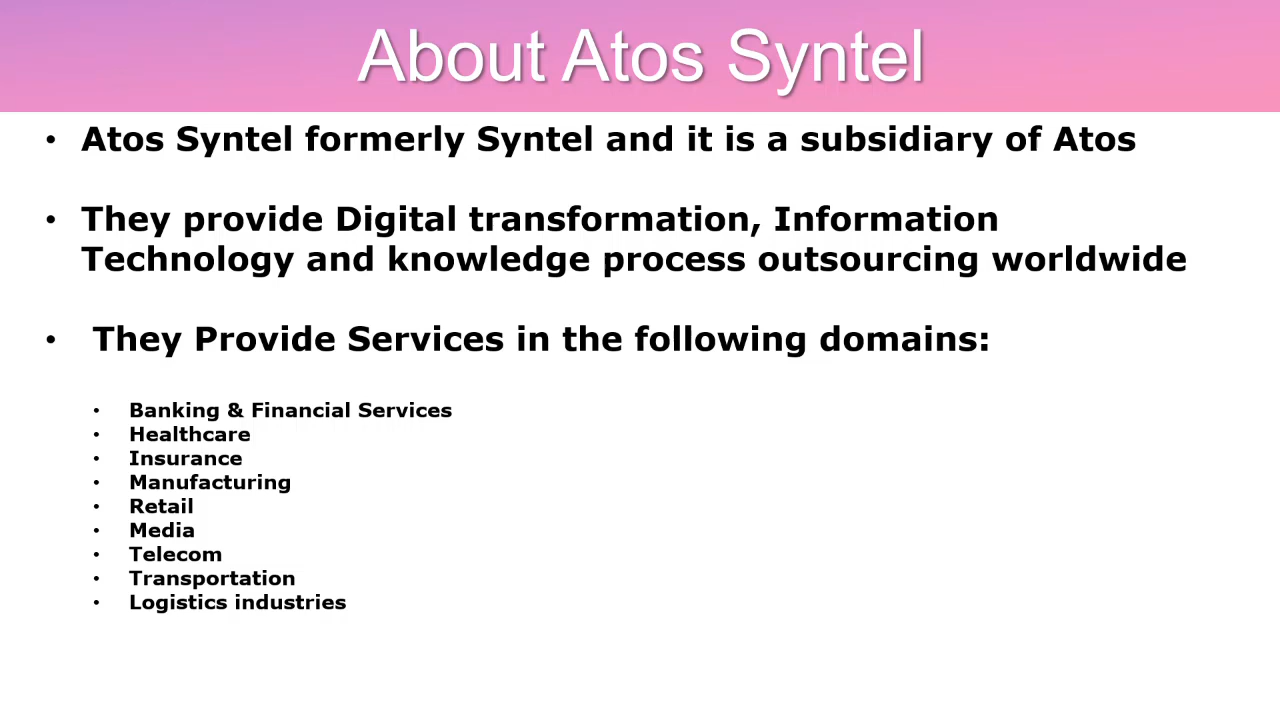 About Atos Syntel
• Atos Syntel formerly Syntel and it is a subsidiary of Atos
• They provide Digital transformation, Information
Technology and knowledge process outsourcing worldwide
• They Provide Services in the following domains:
• Banking & Financial Services
• Healthcare
• Insurance
• Manufacturing
• Retail
• Media
• Telecom
• Transportation
• Logistics industries